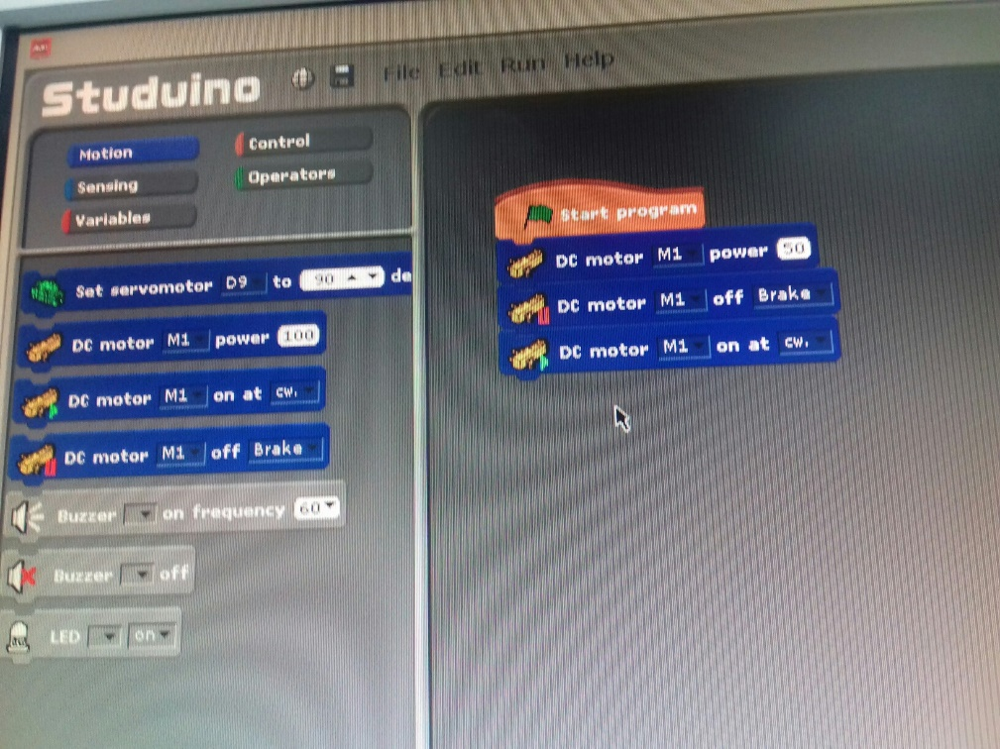 Studuino File Edit Run Help
Motion Control
Sensing Operators
Variables
Set servomotor D9 to 90 de
DC motor M1 power 100
DC motor M1 on at cw.
DC motor M1 off Brake
Buzzer on frequency 60
Buzzer off
LED on
Start program
DC motor M1 power 50
DC motor M1 off Brake
DC motor M1 on at cw.